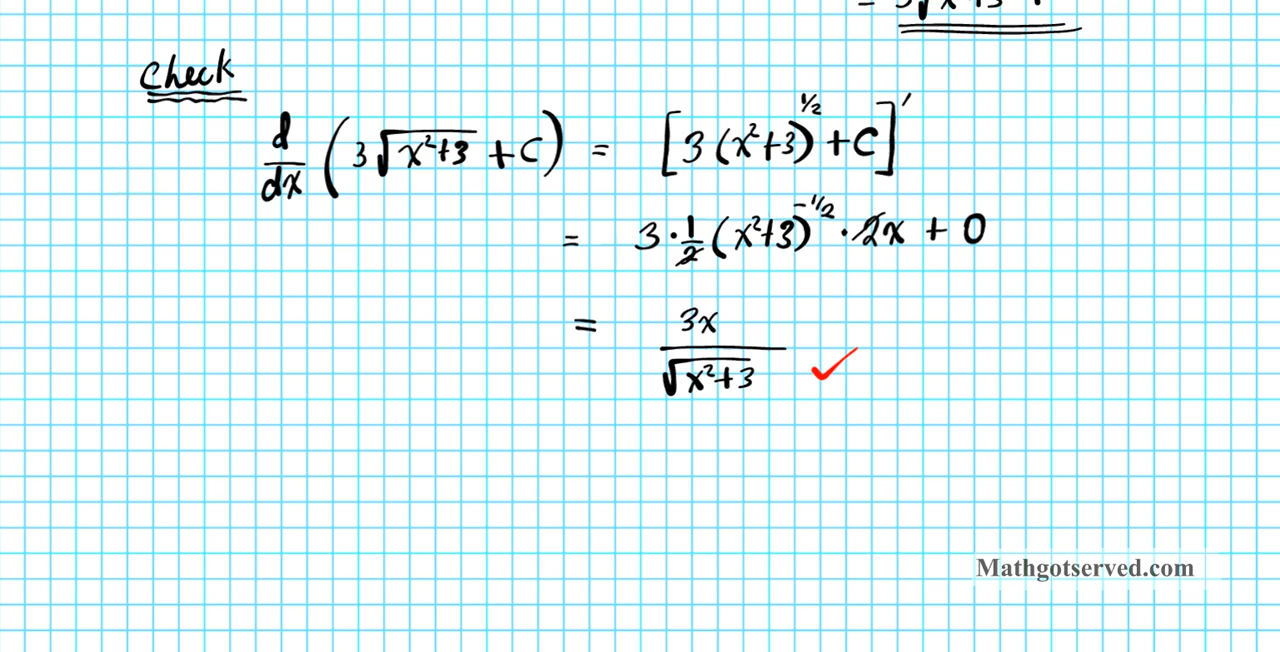 Check
d/dx (3√(x²+3) + C) = [3(x²+3)^1/2 + C]′
= 3 · 1/2 (x²+3)^-1/2 · 2x + 0
= 3x / √(x²+3) ✓
Mathgotserved.com